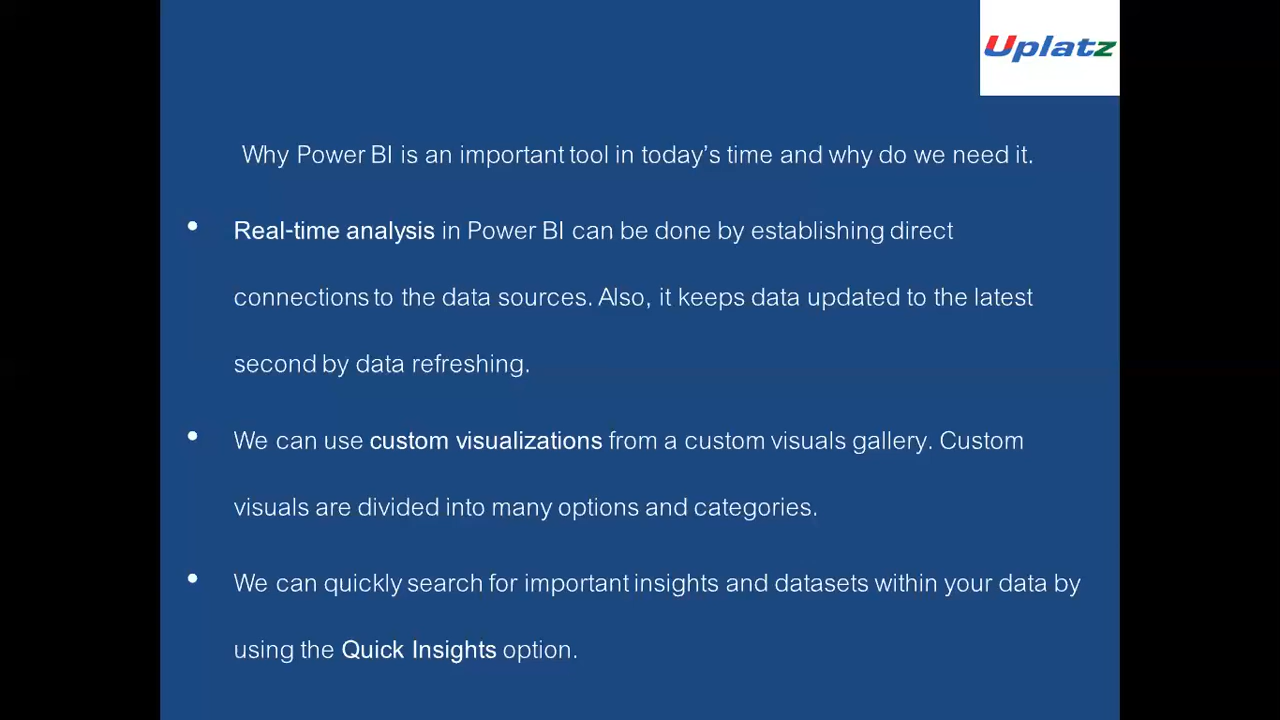 Uplatz
Why Power BI is an important tool in today’s time and why do we need it.
• Real-time analysis in Power BI can be done by establishing direct
connections to the data sources. Also, it keeps data updated to the latest
second by data refreshing.
• We can use custom visualizations from a custom visuals gallery. Custom
visuals are divided into many options and categories.
• We can quickly search for important insights and datasets within your data by
using the Quick Insights option.